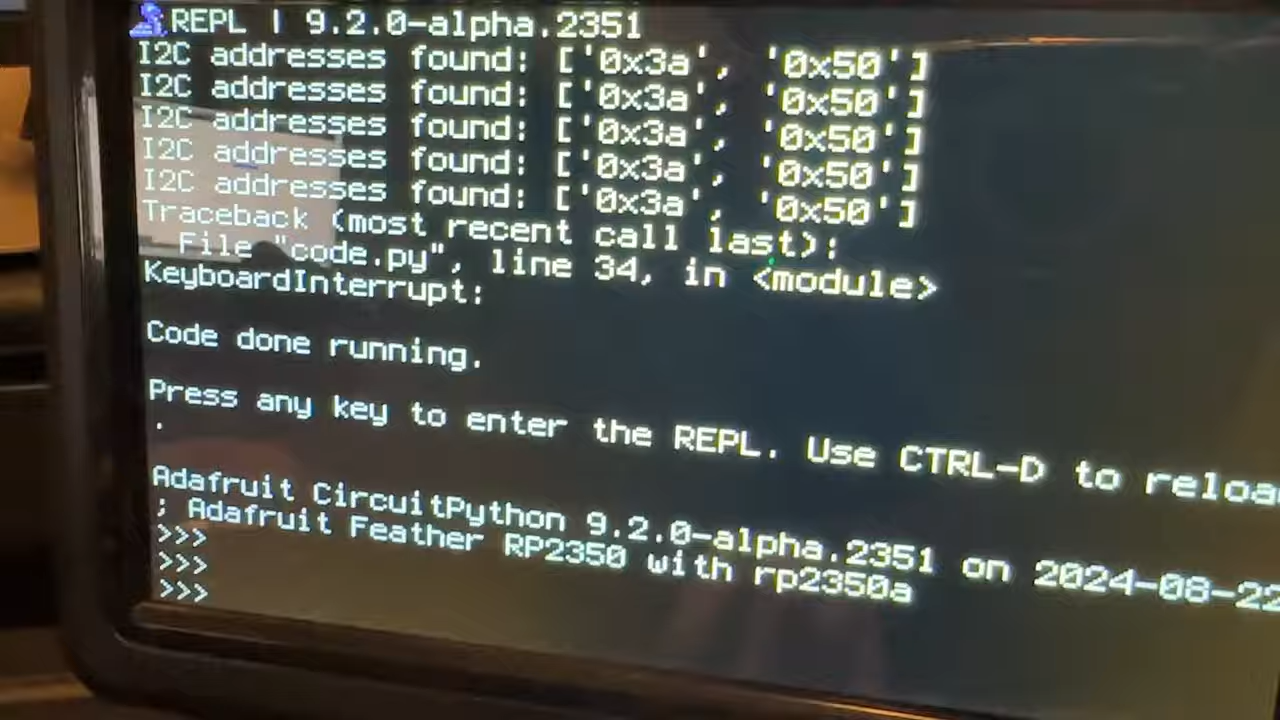 REPL | 9.2.0-alpha.2351
I2C addresses found: ['0x3a', '0x50']
I2C addresses found: ['0x3a', '0x50']
I2C addresses found: ['0x3a', '0x50']
I2C addresses found: ['0x3a', '0x50']
I2C addresses found: ['0x3a', '0x50']
Traceback (most recent call last):
  File "code.py", line 34, in <module>
KeyboardInterrupt:
Code done running.
Press any key to enter the REPL. Use CTRL-D to reloa
.
Adafruit CircuitPython 9.2.0-alpha.2351 on 2024-08-22
; Adafruit Feather RP2350 with rp2350a
>>>
>>>
>>>